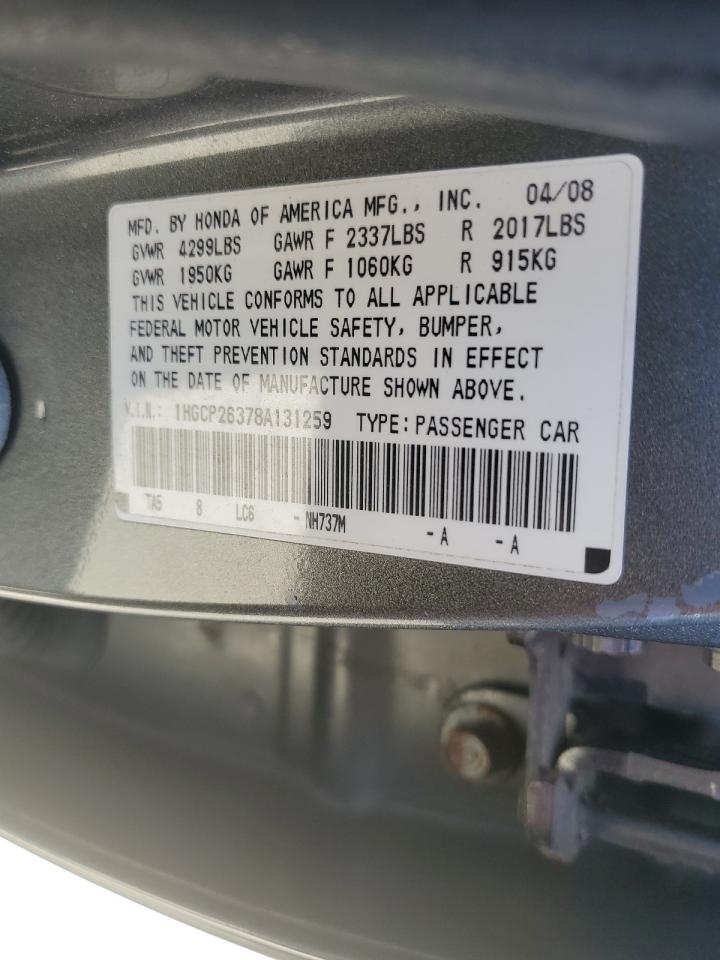 MFD. BY HONDA OF AMERICA MFG., INC. 04/08
GVWR 4299LBS GAWR F 2337LBS R 2017LBS
GVWR 1950KG GAWR F 1060KG R 915KG
THIS VEHICLE CONFORMS TO ALL APPLICABLE
FEDERAL MOTOR VEHICLE SAFETY, BUMPER,
AND THEFT PREVENTION STANDARDS IN EFFECT
ON THE DATE OF MANUFACTURE SHOWN ABOVE.
V.I.N.: 1HGCP26378A131259 TYPE: PASSENGER CAR
TA5 8 LC6 - NH737M - A - A